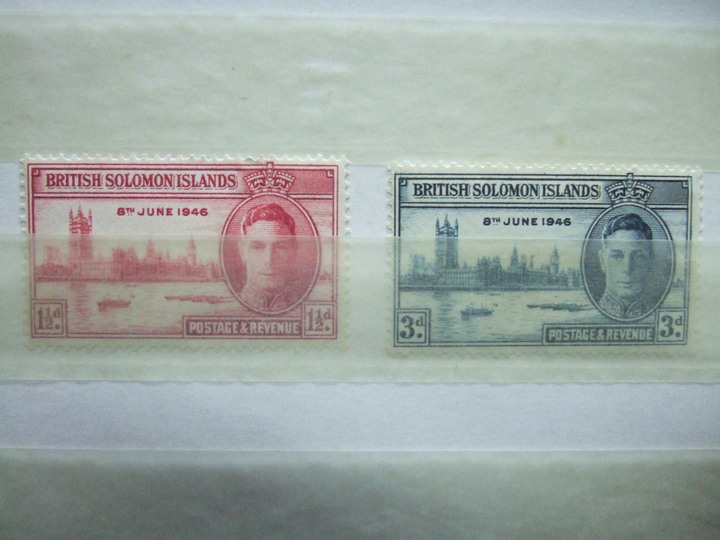 BRITISH SOLOMON ISLANDS
8TH JUNE 1946
1½d.
POSTAGE & REVENUE
1½d.
BRITISH SOLOMON ISLANDS
8TH JUNE 1946
3d.
POSTAGE & REVENUE
3d.